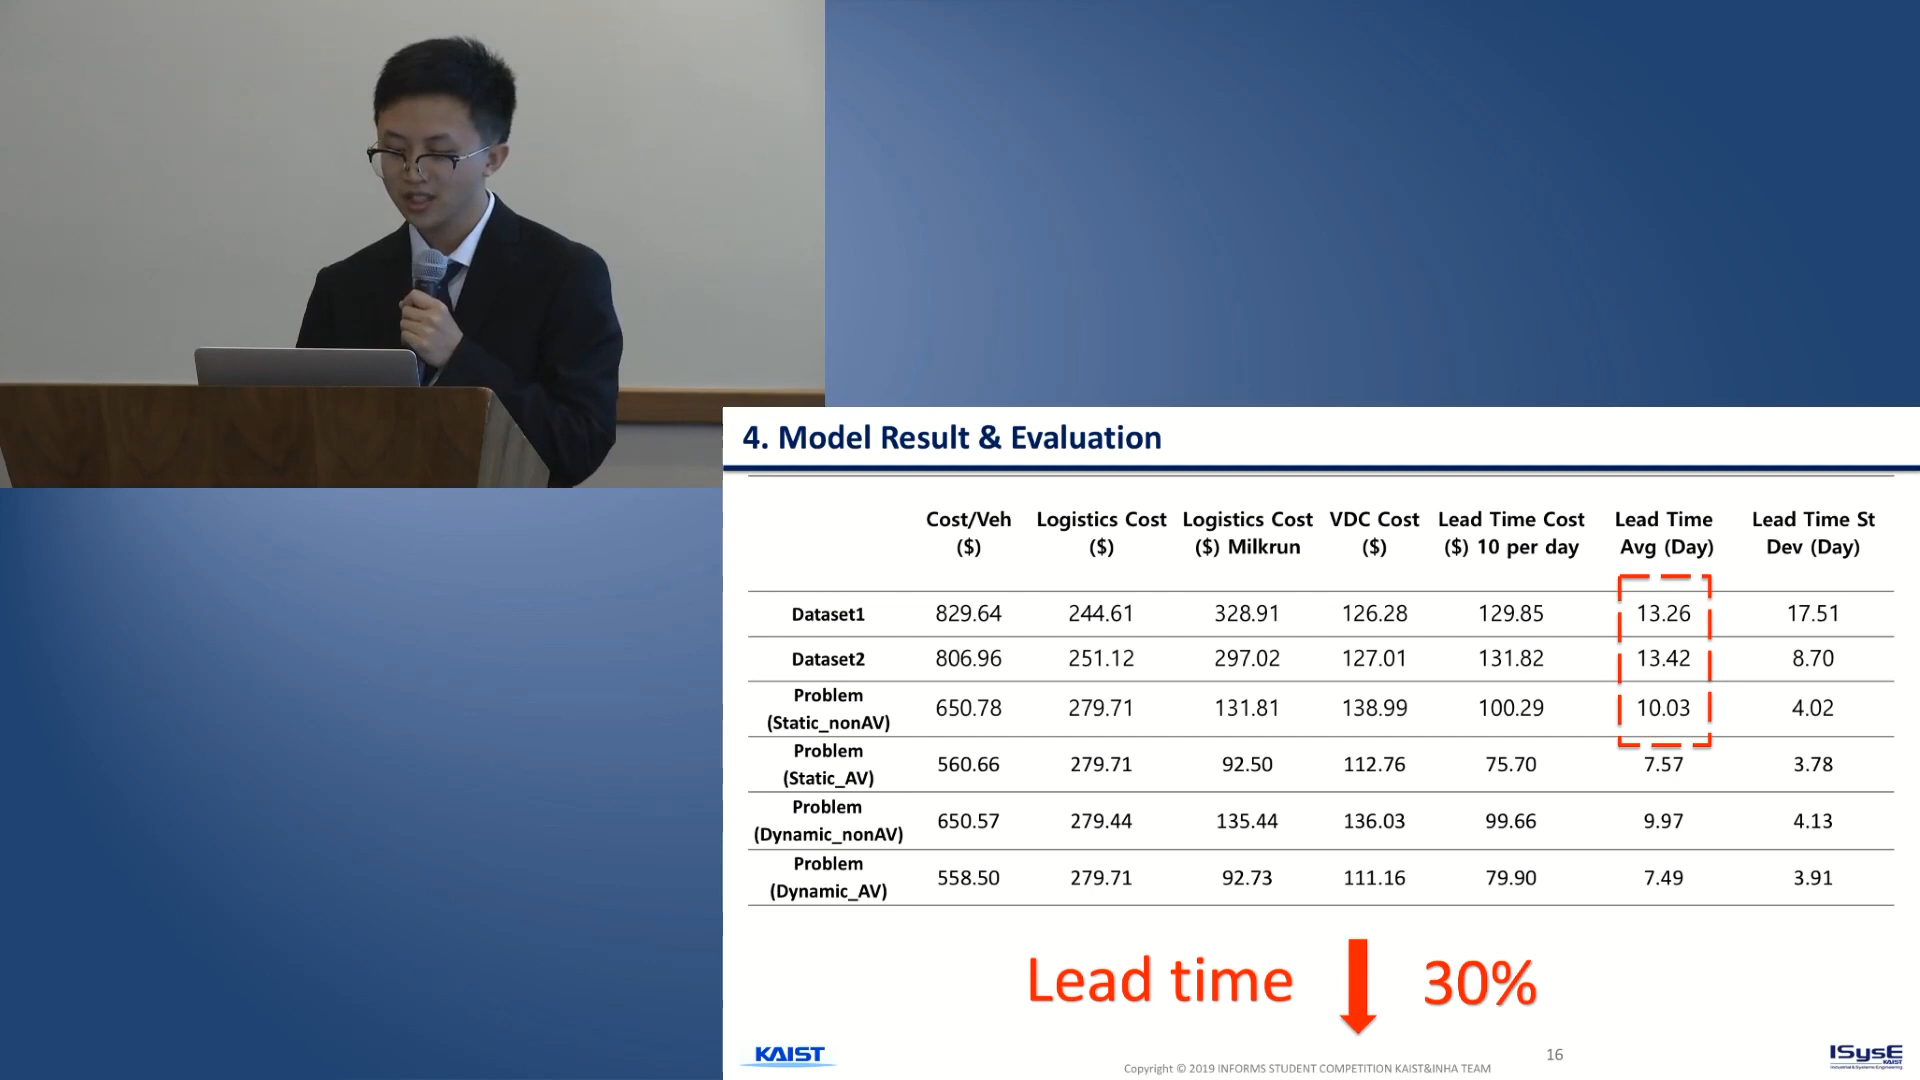 4. Model Result & Evaluation
Cost/Veh Logistics Cost Logistics Cost VDC Cost Lead Time Cost Lead Time Lead Time St
($) ($) ($) Milkrun ($) ($) 10 per day Avg (Day) Dev (Day)
Dataset1 829.64 244.61 328.91 126.28 129.85 13.26 17.51
Dataset2 806.96 251.12 297.02 127.01 131.82 13.42 8.70
Problem
(Static_nonAV) 650.78 279.71 131.81 138.99 100.29 10.03 4.02
Problem
(Static_AV) 560.66 279.71 92.50 112.76 75.70 7.57 3.78
Problem
(Dynamic_nonAV) 650.57 279.44 135.44 136.03 99.66 9.97 4.13
Problem
(Dynamic_AV) 558.50 279.71 92.73 111.16 79.90 7.49 3.91
Lead time 30%
KAIST
Copyright © 2019 INFORMS STUDENT COMPETITION KAIST&INHA TEAM
16
ISysE
KAIST
Industrial & Systems Engineering